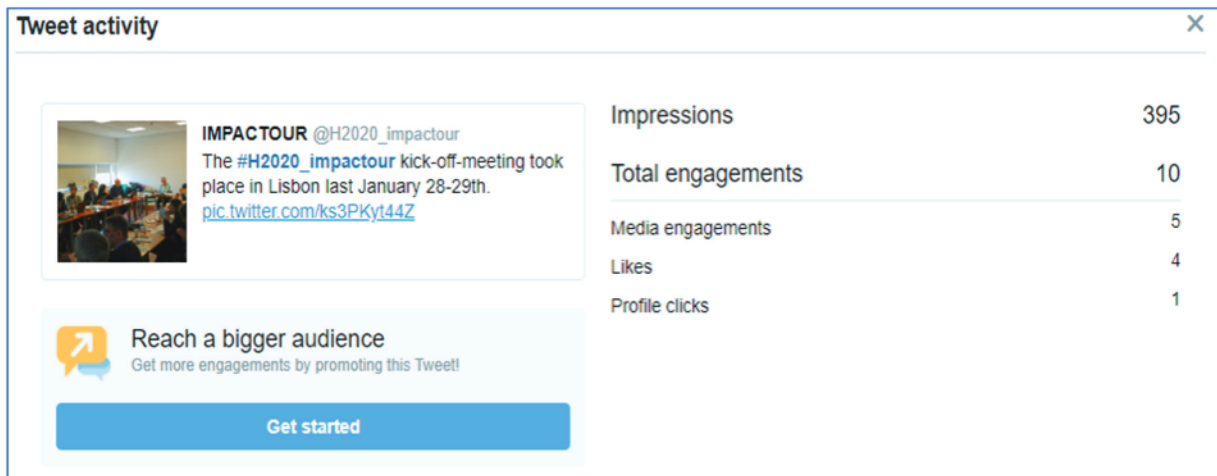 Tweet activity
IMPACTOUR @H2020_impactour
The #H2020_impactour kick-off-meeting took
place in Lisbon last January 28-29th.
pic.twitter.com/ks3PKyt44Z
Reach a bigger audience
Get more engagements by promoting this Tweet!
Get started
Impressions 395
Total engagements 10
Media engagements 5
Likes 4
Profile clicks 1